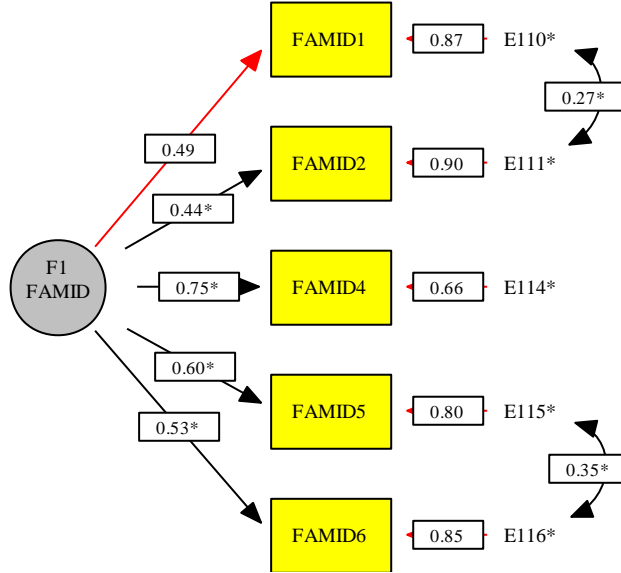 FAMID1
0.87
E110*
0.27*
0.49
FAMID2
0.90
E111*
0.44*
F1
FAMID
0.75*
FAMID4
0.66
E114*
0.60*
FAMID5
0.80
E115*
0.53*
0.35*
FAMID6
0.85
E116*